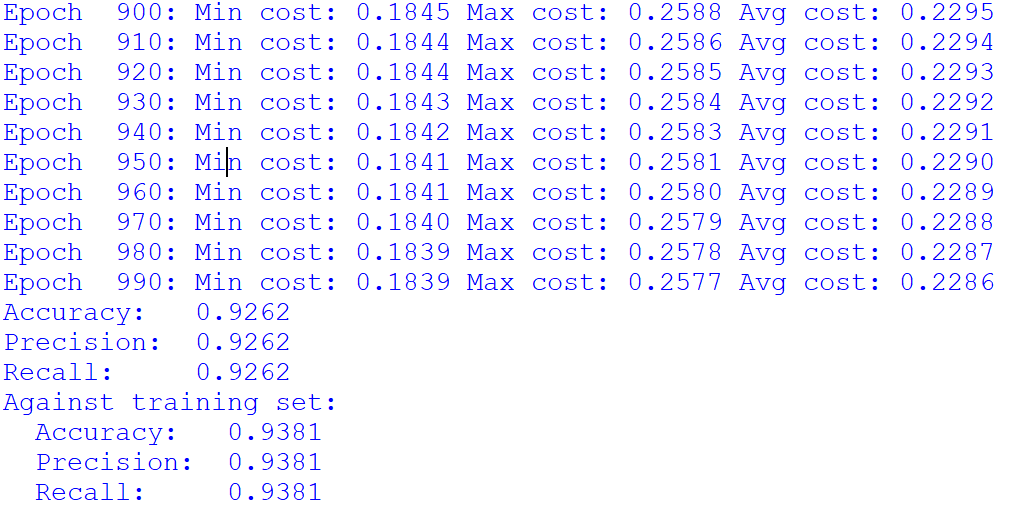 Epoch  900: Min cost: 0.1845 Max cost: 0.2588 Avg cost: 0.2295
Epoch  910: Min cost: 0.1844 Max cost: 0.2586 Avg cost: 0.2294
Epoch  920: Min cost: 0.1844 Max cost: 0.2585 Avg cost: 0.2293
Epoch  930: Min cost: 0.1843 Max cost: 0.2584 Avg cost: 0.2292
Epoch  940: Min cost: 0.1842 Max cost: 0.2583 Avg cost: 0.2291
Epoch  950: Min cost: 0.1841 Max cost: 0.2581 Avg cost: 0.2290
Epoch  960: Min cost: 0.1841 Max cost: 0.2580 Avg cost: 0.2289
Epoch  970: Min cost: 0.1840 Max cost: 0.2579 Avg cost: 0.2288
Epoch  980: Min cost: 0.1839 Max cost: 0.2578 Avg cost: 0.2287
Epoch  990: Min cost: 0.1839 Max cost: 0.2577 Avg cost: 0.2286
Accuracy:   0.9262
Precision:  0.9262
Recall:     0.9262
Against training set:
  Accuracy:   0.9381
  Precision:  0.9381
  Recall:     0.9381